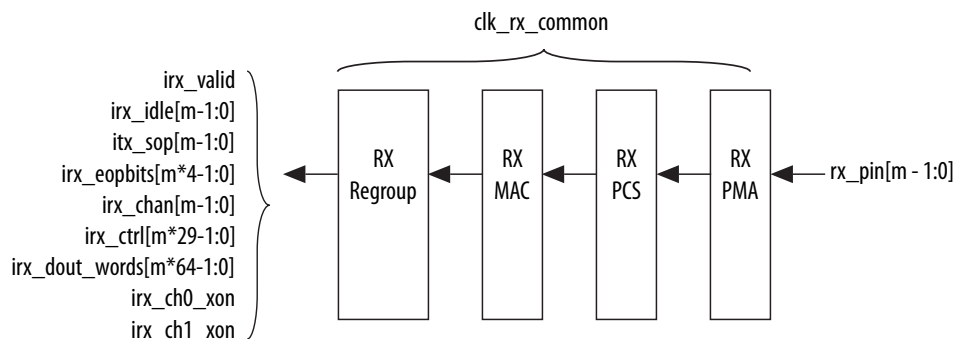 clk_rx_common
irx_valid
irx_idle[m-1:0]
itx_sop[m-1:0]
irx_eopbits[m*4-1:0]
irx_chan[m-1:0]
irx_ctrl[m*29-1:0]
irx_dout_words[m*64-1:0]
irx_ch0_xon
irx_ch1_xon
RX
Regroup
RX
MAC
RX
PCS
RX
PMA
rx_pin[m - 1:0]